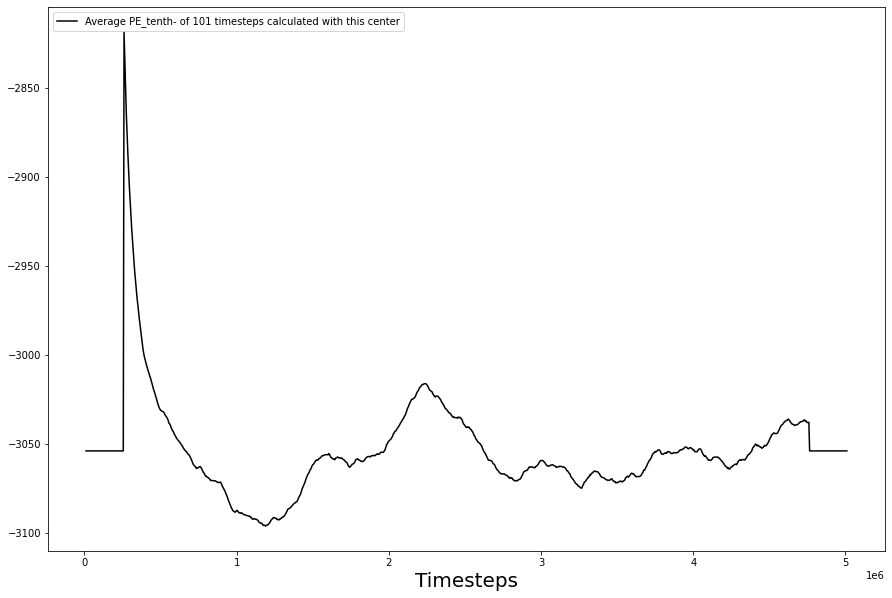 Average PE_tenth- of 101 timesteps calculated with this center
−2850
−2900
−2950
−3000
−3050
−3100
0 1 2 3 4 5
1e6
Timesteps